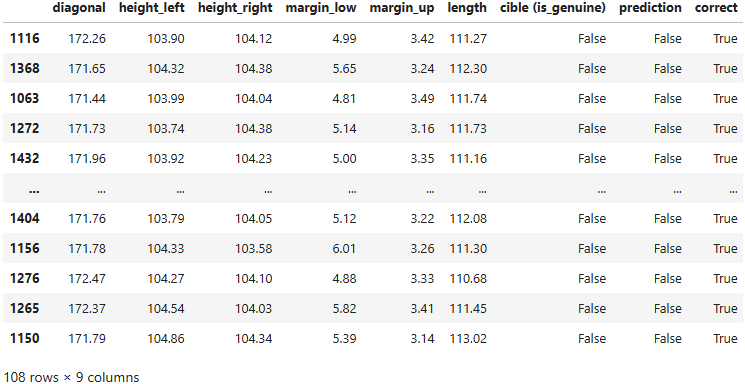 diagonal height_left height_right margin_low margin_up length cible (is_genuine) prediction correct
1116 172.26 103.90 104.12 4.99 3.42 111.27 False False True
1368 171.65 104.32 104.38 5.65 3.24 112.30 False False True
1063 171.44 103.99 104.04 4.81 3.49 111.74 False False True
1272 171.73 103.74 104.38 5.14 3.16 111.73 False False True
1432 171.96 103.92 104.23 5.00 3.35 111.16 False False True
... ... ... ... ... ... ... ... ... ...
1404 171.76 103.79 104.05 5.12 3.22 112.08 False False True
1156 171.78 104.33 103.58 6.01 3.26 111.30 False False True
1276 172.47 104.27 104.10 4.88 3.33 110.68 False False True
1265 172.37 104.54 104.03 5.82 3.41 111.45 False False True
1150 171.79 104.86 104.34 5.39 3.14 113.02 False False True
108 rows × 9 columns